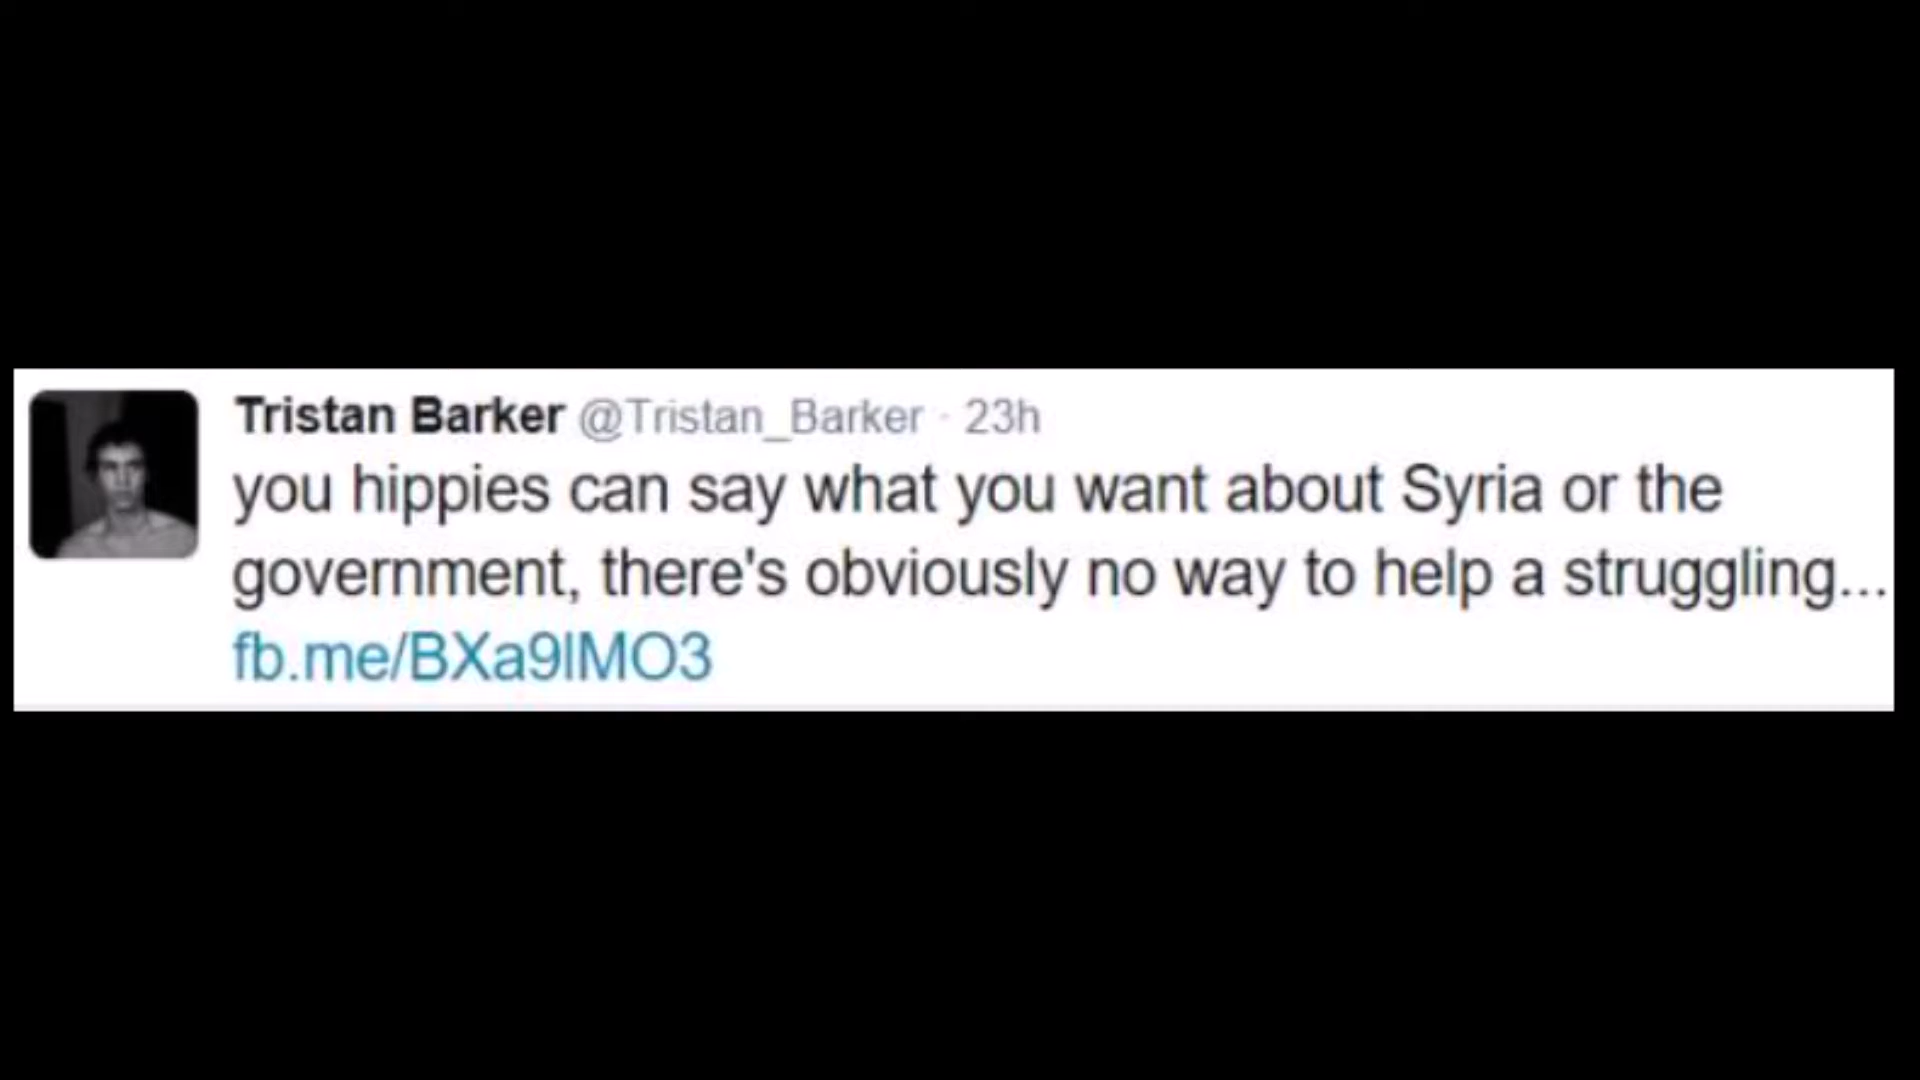 Tristan Barker @Tristan_Barker · 23h
you hippies can say what you want about Syria or the
government, there's obviously no way to help a struggling...
fb.me/BXa9lMO3